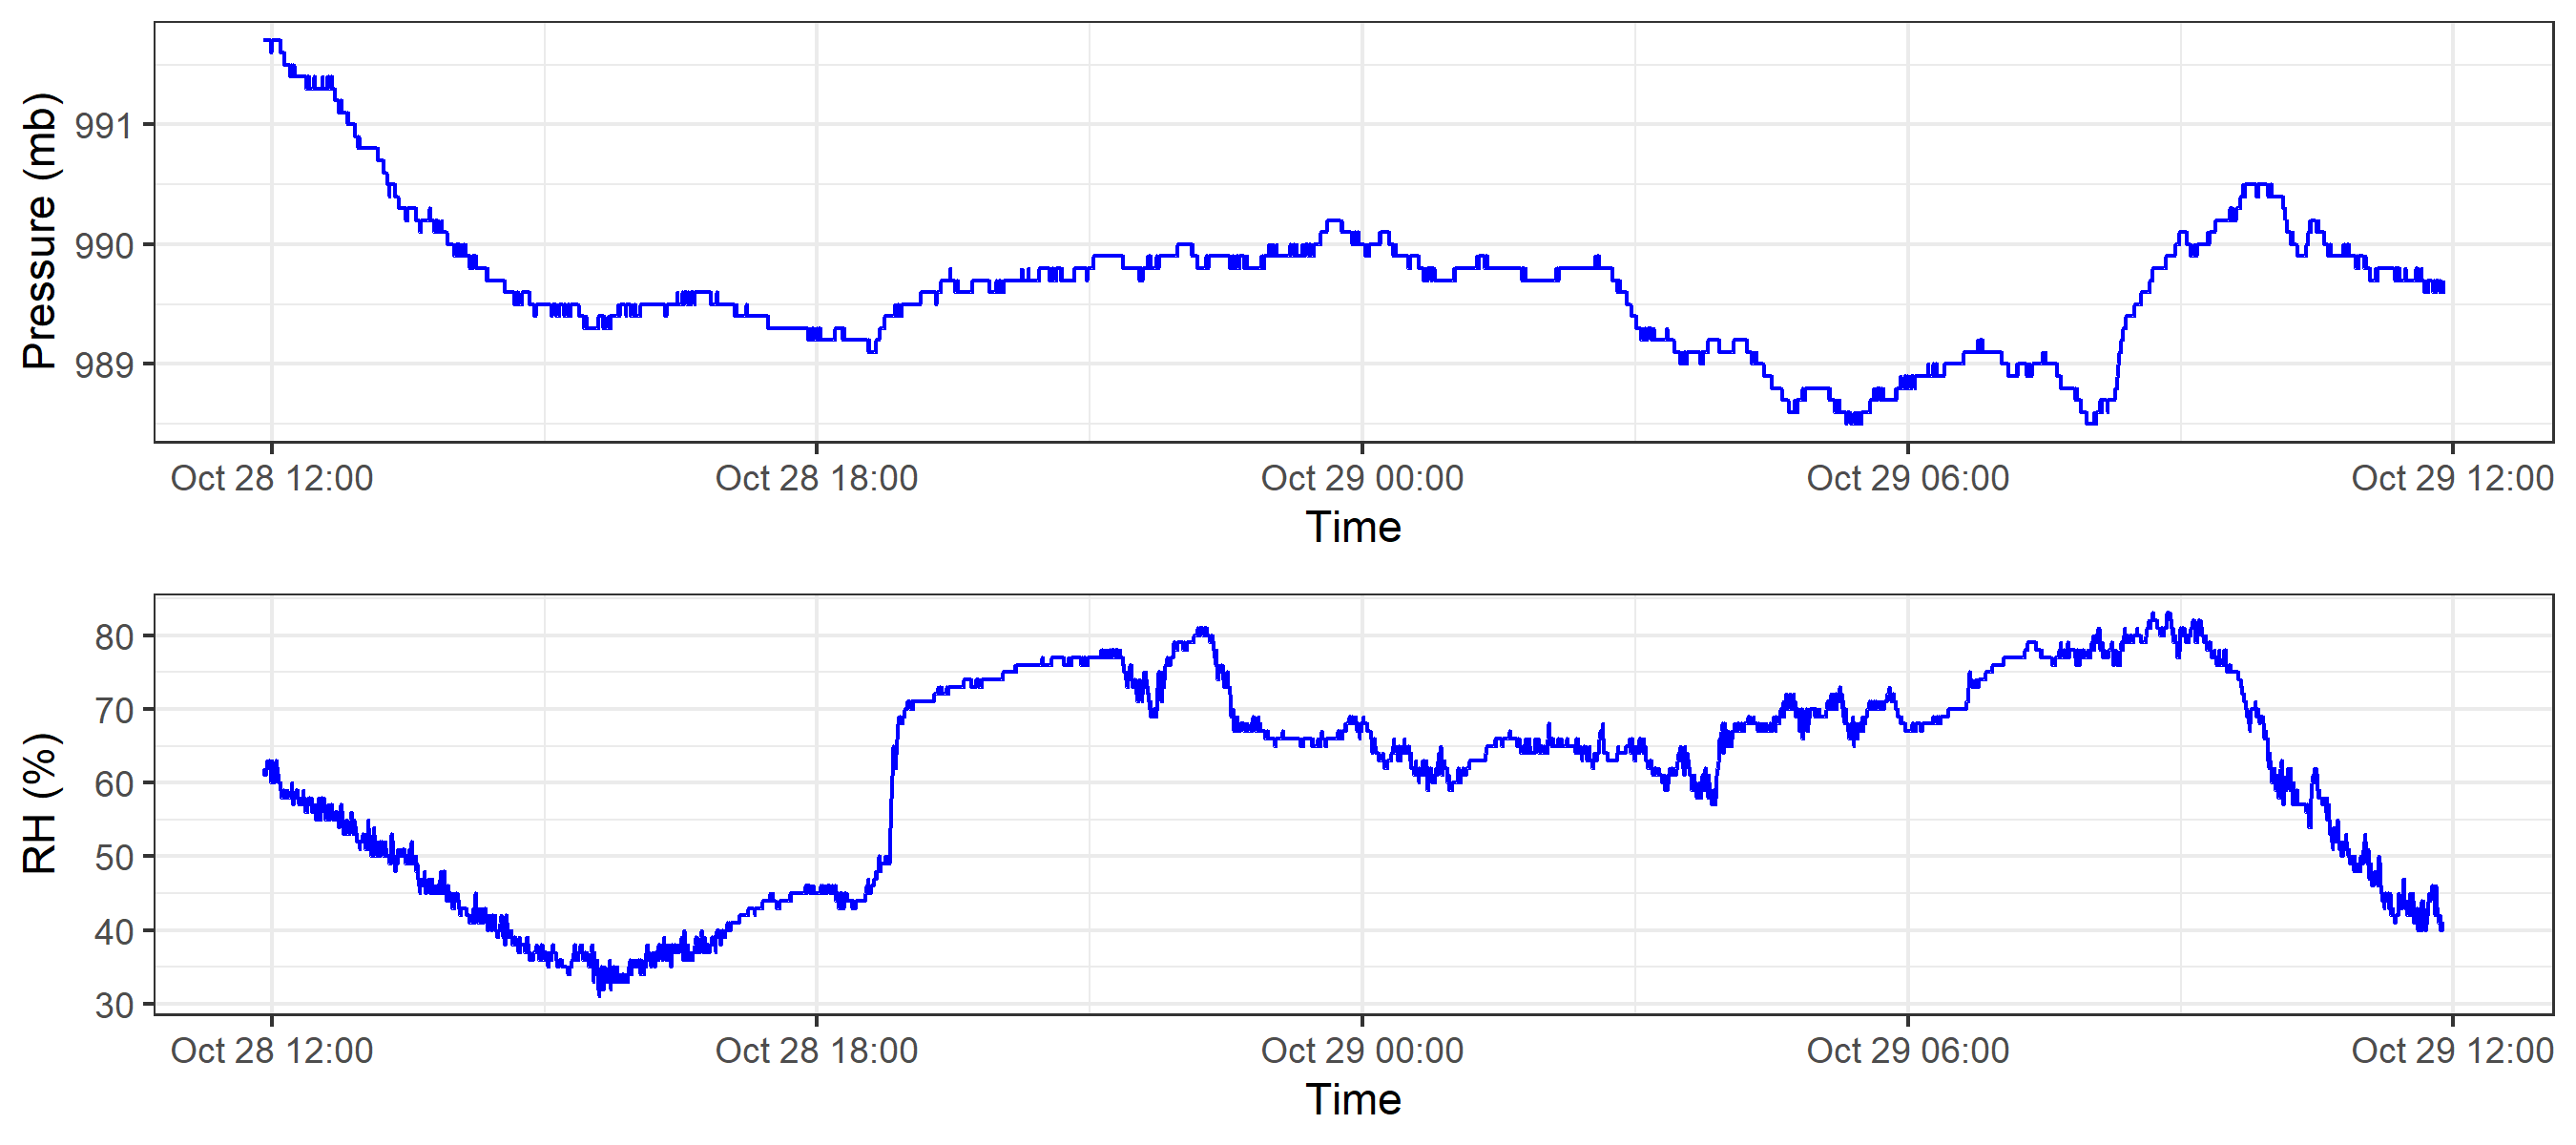 Pressure (mb)
991
990
989
Oct 28 12:00
Oct 28 18:00
Oct 29 00:00
Oct 29 06:00
Oct 29 12:00
Time
RH (%)
80
70
60
50
40
30
Oct 28 12:00
Oct 28 18:00
Oct 29 00:00
Oct 29 06:00
Oct 29 12:00
Time